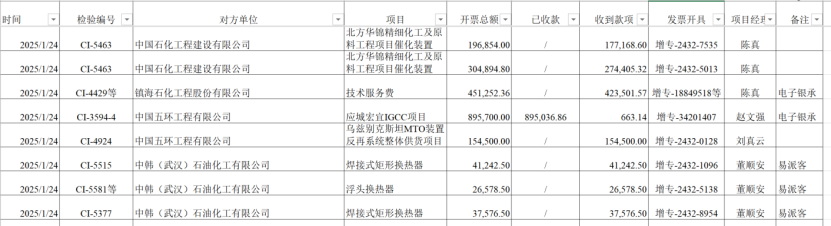 时间 检验编号 对方单位 项目 开票总额 已收款 收到款项 发票开具 项目经理 备注
2025/1/24 CI-5463 中国石化工程建设有限公司 北方华锦精细化工及原料工程项目催化装置 196,854.00 / 177,168.60 增专-2432-7535 陈真
2025/1/24 CI-5463 中国石化工程建设有限公司 北方华锦精细化工及原料工程项目催化装置 304,894.80 / 274,405.32 增专-2432-5013 陈真
2025/1/24 CI-4429等 镇海石化工程股份有限公司 技术服务费 451,252.36 / 423,501.57 增专-18849518等 陈真 电子银承
2025/1/24 CI-3594-4 中国五环工程有限公司 应城宏宜IGCC项目 895,700.00 895,036.86 663.14 增专-34201407 赵文强 电子银承
2025/1/24 CI-4924 中国五环工程有限公司 乌兹别克斯坦MTO装置反再系统整体供货项目 154,500.00 / 154,500.00 增专-2432-0128 刘真云
2025/1/24 CI-5515 中韩（武汉）石油化工有限公司 焊接式矩形换热器 41,242.50 / 41,242.50 增专-2432-1096 董顺安 易派客
2025/1/24 CI-5581等 中韩（武汉）石油化工有限公司 浮头换热器 26,578.50 / 26,578.50 增专-2432-5138 董顺安 易派客
2025/1/24 CI-5377 中韩（武汉）石油化工有限公司 焊接式矩形换热器 37,576.50 / 37,576.50 增专-2432-8954 董顺安 易派客